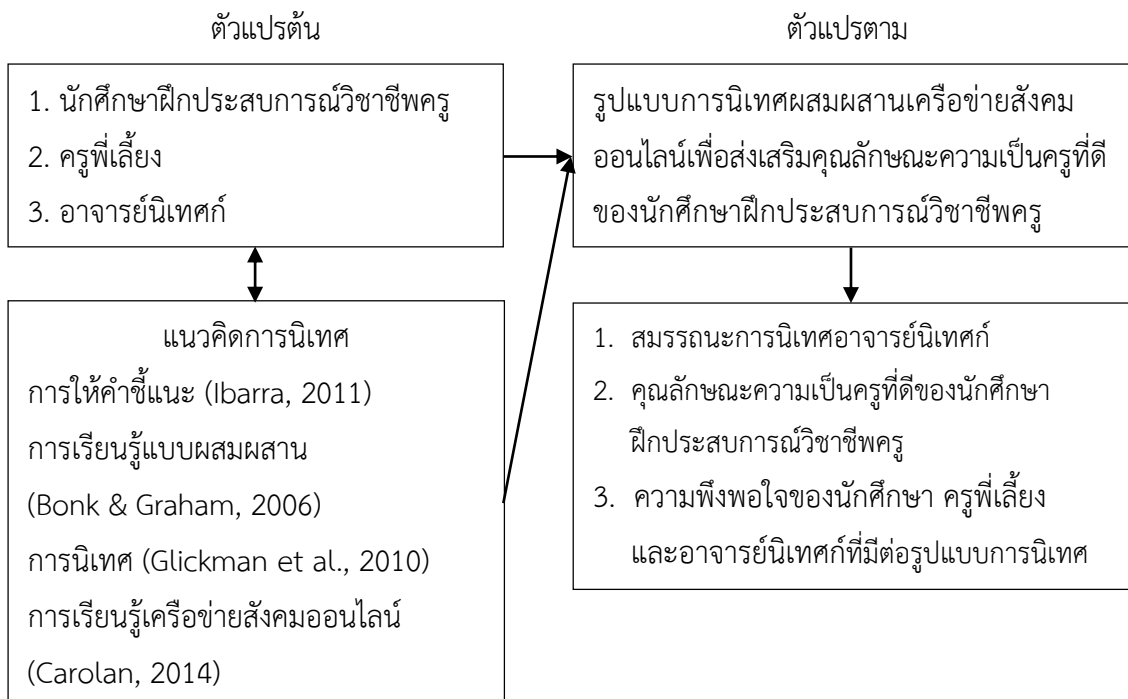 ตัวแปรต้น
1. นักศึกษาฝึกประสบการณ์วิชาชีพครู
2. ครูพี่เลี้ยง
3. อาจารย์นิเทศก์
แนวคิดการนิเทศ
การให้คำชี้แนะ (Ibarra, 2011)
การเรียนรู้แบบผสมผสาน
(Bonk & Graham, 2006)
การนิเทศ (Glickman et al., 2010)
การเรียนรู้เครือข่ายสังคมออนไลน์
(Carolan, 2014)
ตัวแปรตาม
รูปแบบการนิเทศผสมผสานเครือข่ายสังคม
ออนไลน์เพื่อส่งเสริมคุณลักษณะความเป็นครูที่ดี
ของนักศึกษาฝึกประสบการณ์วิชาชีพครู
1. สมรรถนะการนิเทศอาจารย์นิเทศก์
2. คุณลักษณะความเป็นครูที่ดีของนักศึกษา
ฝึกประสบการณ์วิชาชีพครู
3. ความพึงพอใจของนักศึกษา ครูพี่เลี้ยง
และอาจารย์นิเทศก์ที่มีต่อรูปแบบการนิเทศ